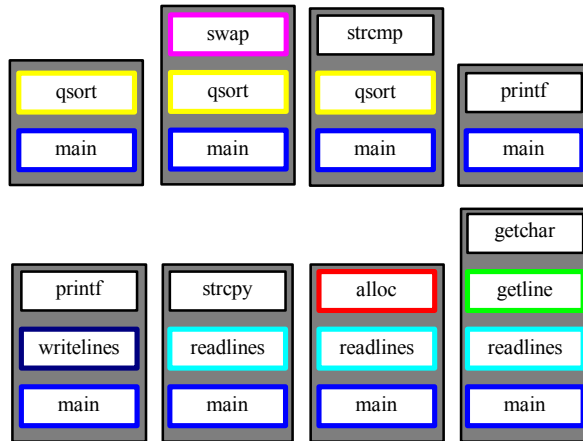 swap
qsort
main
strcmp
qsort
main
qsort
main
printf
main
printf
writelines
main
strcpy
readlines
main
alloc
readlines
main
getchar
getline
readlines
main